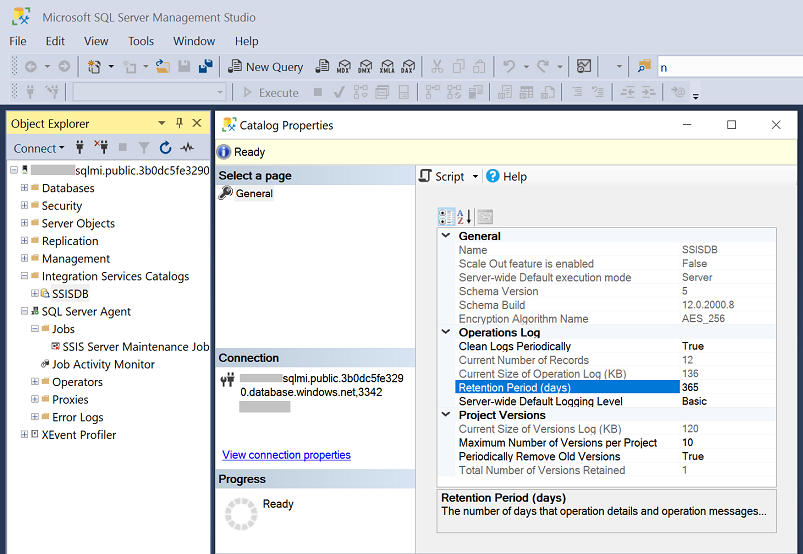 Microsoft SQL Server Management Studio
File Edit View Tools Window Help
New Query MDX DMX XMLA DAX n
Execute
Object Explorer
Connect
sqlmi.public.3b0dc5fe3290
Databases
Security
Server Objects
Replication
Management
Integration Services Catalogs
SSISDB
SQL Server Agent
Jobs
SSIS Server Maintenance Job
Job Activity Monitor
Operators
Proxies
Error Logs
XEvent Profiler
Catalog Properties
Ready
Select a page
General
Connection
sqlmi.public.3b0dc5fe329
0.database.windows.net,3342
View connection properties
Progress
Ready
Script Help
General
Name SSISDB
Scale Out feature is enabled False
Server-wide Default execution mode Server
Schema Version 5
Schema Build 12.0.2000.8
Encryption Algorithm Name AES_256
Operations Log
Clean Logs Periodically True
Current Number of Records 12
Current Size of Operation Log (KB) 136
Retention Period (days) 365
Server-wide Default Logging Level Basic
Project Versions
Current Size of Versions Log (KB) 120
Maximum Number of Versions per Project 10
Periodically Remove Old Versions True
Total Number of Versions Retained 1
Retention Period (days)
The number of days that operation details and operation messages...